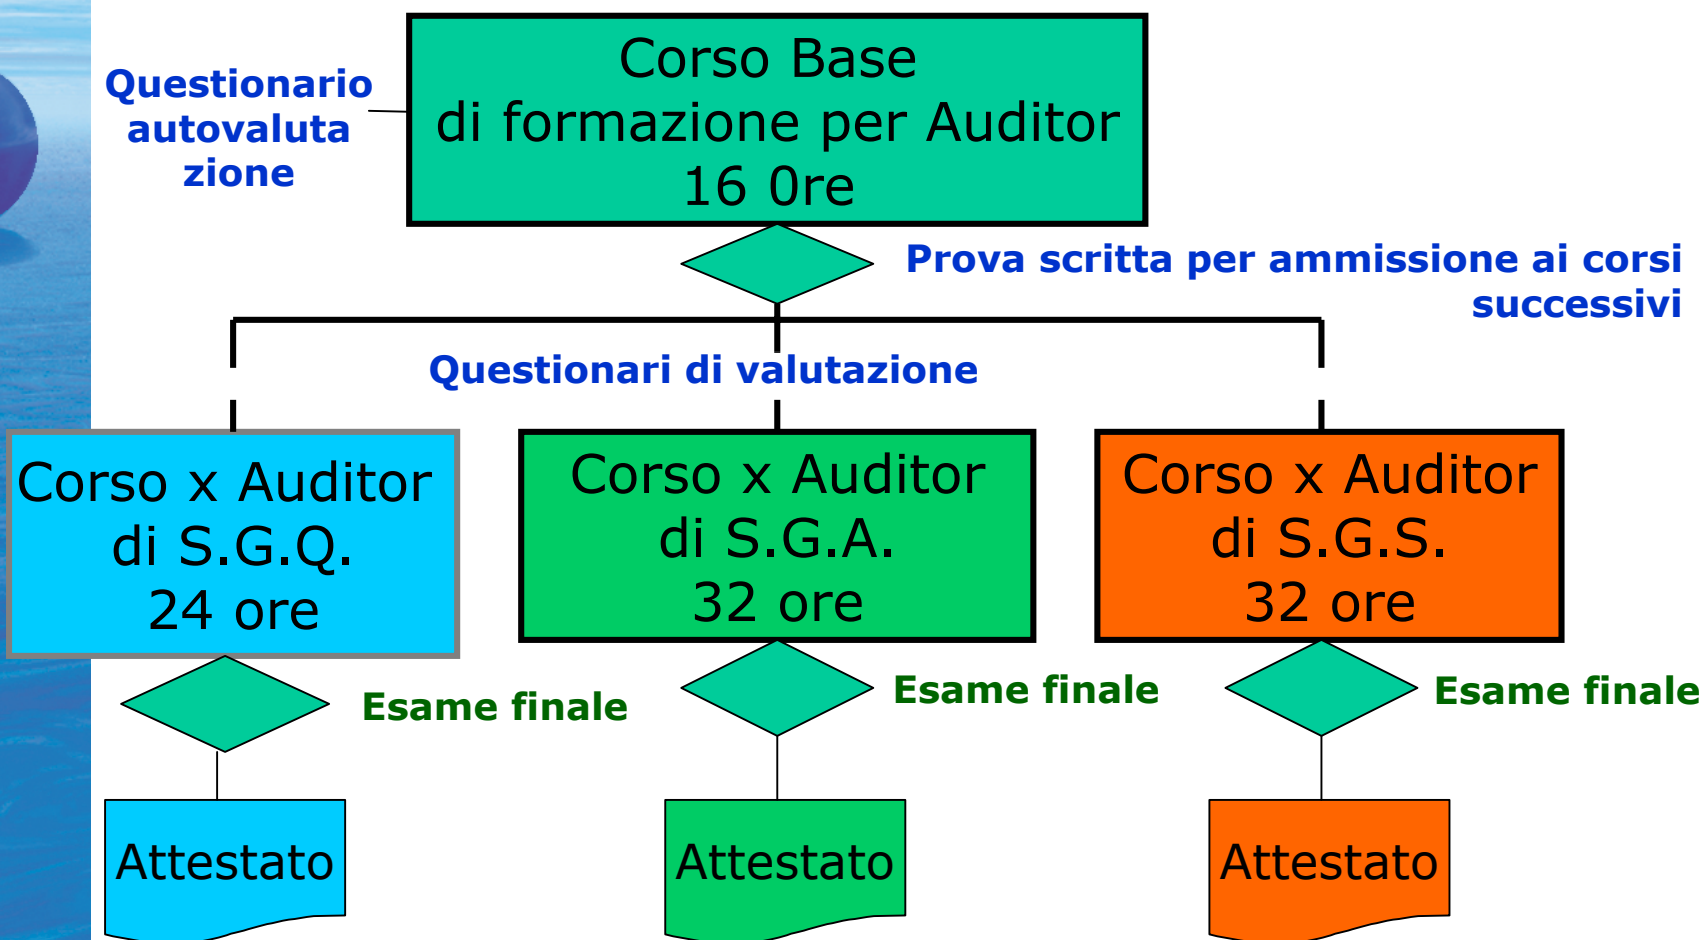 Corso Base
di formazione per Auditor
16 0re
Questionario
autovaluta
zione
Prova scritta per ammissione ai corsi
successivi
Questionari di valutazione
Corso x Auditor
di S.G.Q.
24 ore
Corso x Auditor
di S.G.A.
32 ore
Corso x Auditor
di S.G.S.
32 ore
Esame finale
Esame finale
Esame finale
Attestato
Attestato
Attestato